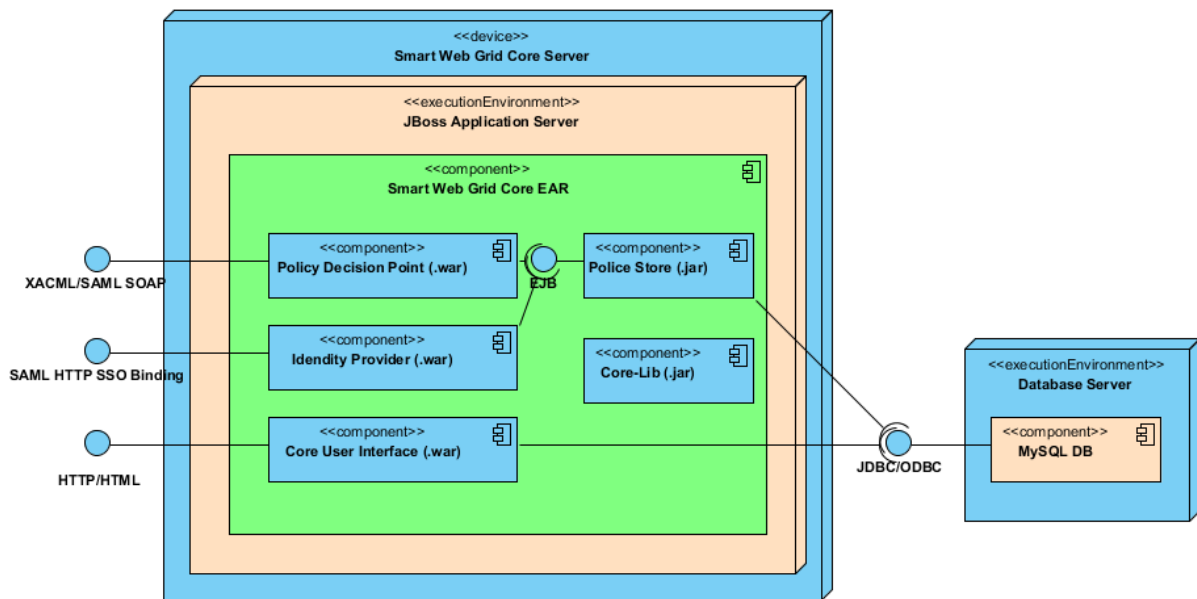 <<device>>
Smart Web Grid Core Server
<<executionEnvironment>>
JBoss Application Server
<<component>>
Smart Web Grid Core EAR
<<component>>
Policy Decision Point (.war)
<<component>>
Police Store (.jar)
XACML/SAML SOAP
EJB
<<component>>
Idendity Provider (.war)
<<component>>
Core-Lib (.jar)
SAML HTTP SSO Binding
<<executionEnvironment>>
Database Server
<<component>>
Core User Interface (.war)
<<component>>
MySQL DB
HTTP/HTML
JDBC/ODBC